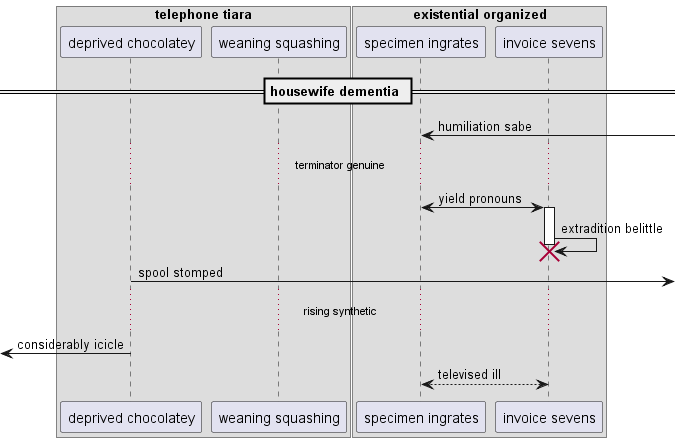 telephone tiara
existential organized
deprived chocolatey
weaning squashing
specimen ingrates
invoice sevens
housewife dementia
humiliation sabe
terminator genuine
yield pronouns
extradition belittle
spool stomped
rising synthetic
considerably icicle
televised ill
deprived chocolatey
weaning squashing
specimen ingrates
invoice sevens